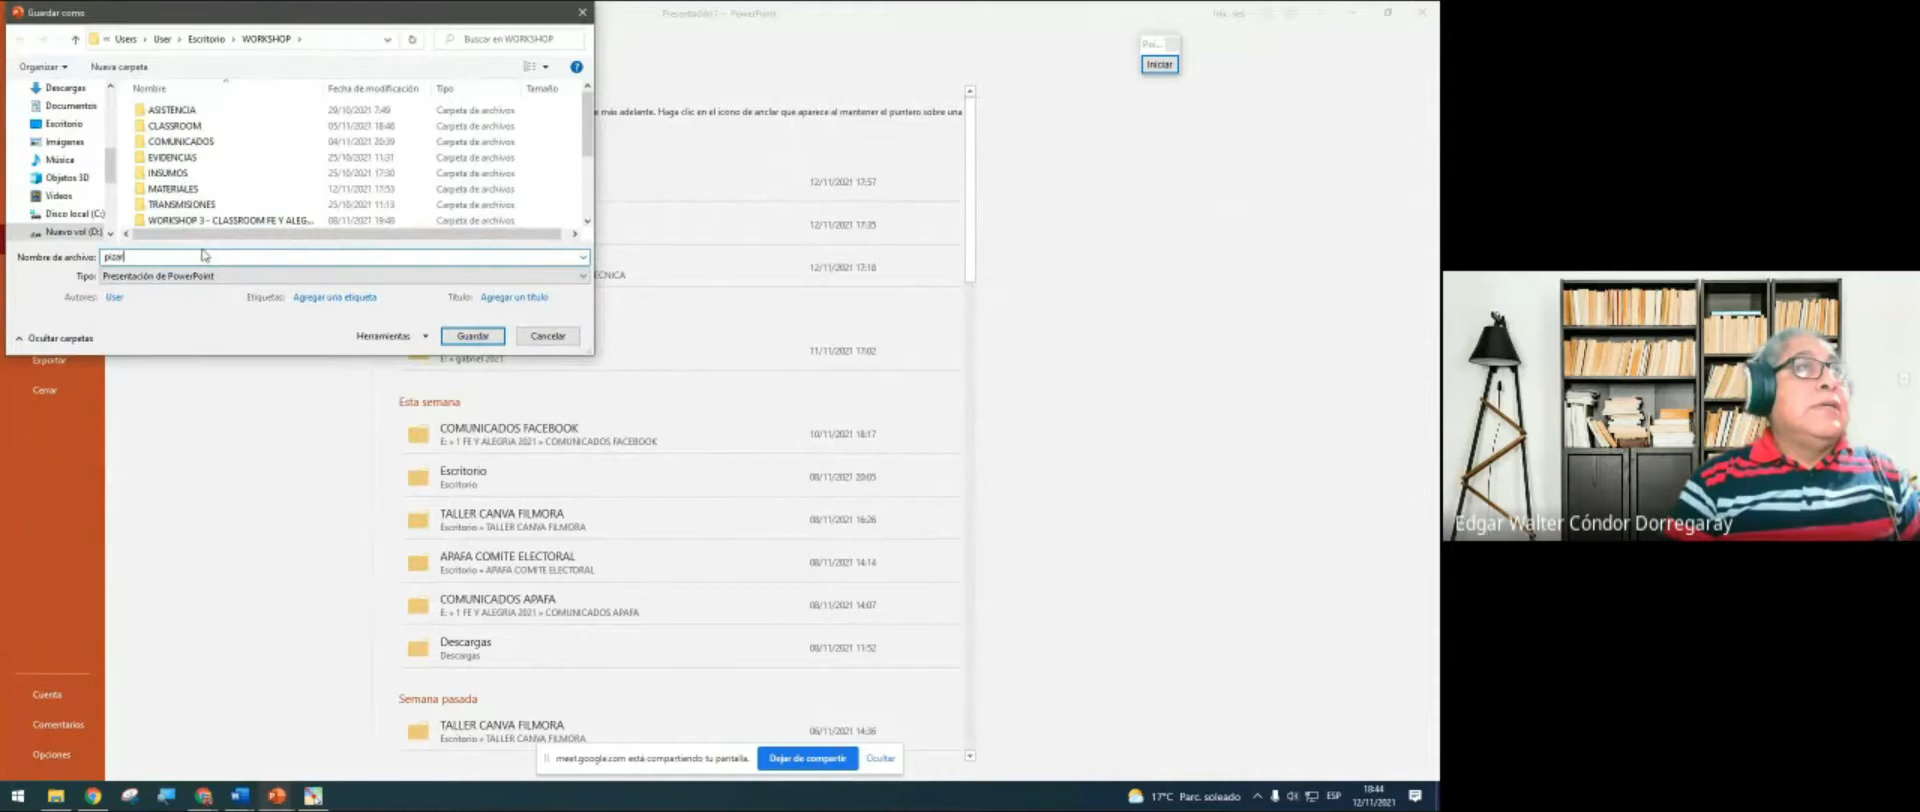 Guardar como
Presentación1 - PowerPoint
« Users › User › Escritorio › WORKSHOP ›
Buscar en WORKSHOP
Organizar
Nueva carpeta
Iniciar
Descargas
Documentos
Escritorio
Imágenes
Música
Objetos 3D
Videos
Disco local (C:)
Nuevo vol (D:)
Nombre Fecha de modificación Tipo Tamaño
ASISTENCIA 29/10/2021 7:49 Carpeta de archivos
CLASSROOM 05/11/2021 18:46 Carpeta de archivos
COMUNICADOS 04/11/2021 20:39 Carpeta de archivos
EVIDENCIAS 25/10/2021 11:31 Carpeta de archivos
INSUMOS 25/10/2021 17:30 Carpeta de archivos
MATERIALES 12/11/2021 17:53 Carpeta de archivos
TRANSMISIONES 25/10/2021 11:13 Carpeta de archivos
WORKSHOP 3 - CLASSROOM FE Y ALEG... 08/11/2021 19:48 Carpeta de archivos
más adelante. Haga clic en el icono de anclar que aparece al mantener el puntero sobre una
12/11/2021 17:57
12/11/2021 17:35
12/11/2021 17:18
Nombre de archivo: pizar
Tipo: Presentación de PowerPoint
Autores: User
Etiquetas: Agregar una etiqueta
Título: Agregar un título
Ocultar carpetas
Herramientas
Guardar
Cancelar
Exportar
Cerrar
E: » gabriel 2021
11/11/2021 17:02
Esta semana
COMUNICADOS FACEBOOK
E: » 1 FE Y ALEGRIA 2021 » COMUNICADOS FACEBOOK
10/11/2021 18:17
Escritorio
Escritorio
08/11/2021 20:05
TALLER CANVA FILMORA
Escritorio » TALLER CANVA FILMORA
08/11/2021 16:26
APAFA COMITE ELECTORAL
Escritorio » APAFA COMITE ELECTORAL
08/11/2021 14:14
COMUNICADOS APAFA
E: » 1 FE Y ALEGRIA 2021 » COMUNICADOS APAFA
08/11/2021 14:07
Descargas
Descargas
08/11/2021 11:52
Semana pasada
TALLER CANVA FILMORA
Escritorio » TALLER CANVA FILMORA
06/11/2021 14:36
Cuenta
Comentarios
Opciones
meet.google.com está compartiendo tu pantalla.
Dejar de compartir
Ocultar
Edgar Walter Cóndor Dorregaray
17°C Parc. soleado
ESP
18:44
12/11/2021